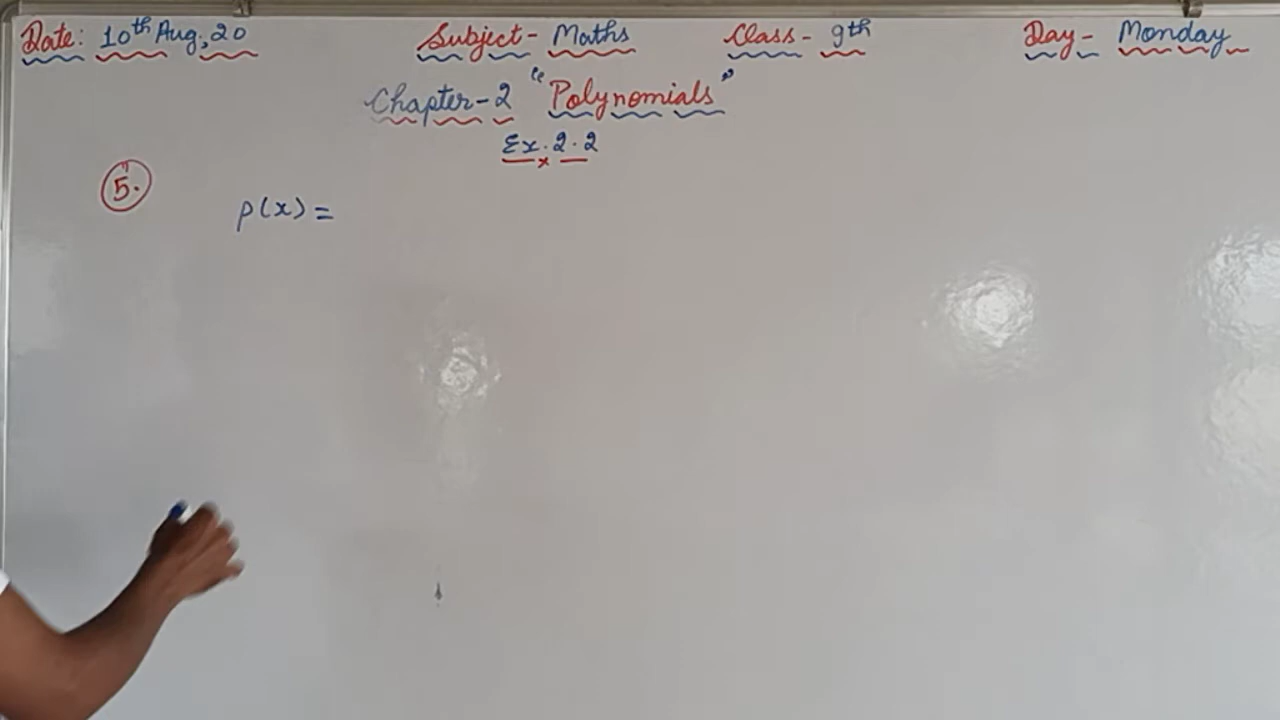 Date: 10th Aug, 20 Subject- Maths Class- 9th Day- Monday
Chapter-2 "Polynomials"
Ex. 2.2
5. p(x) =